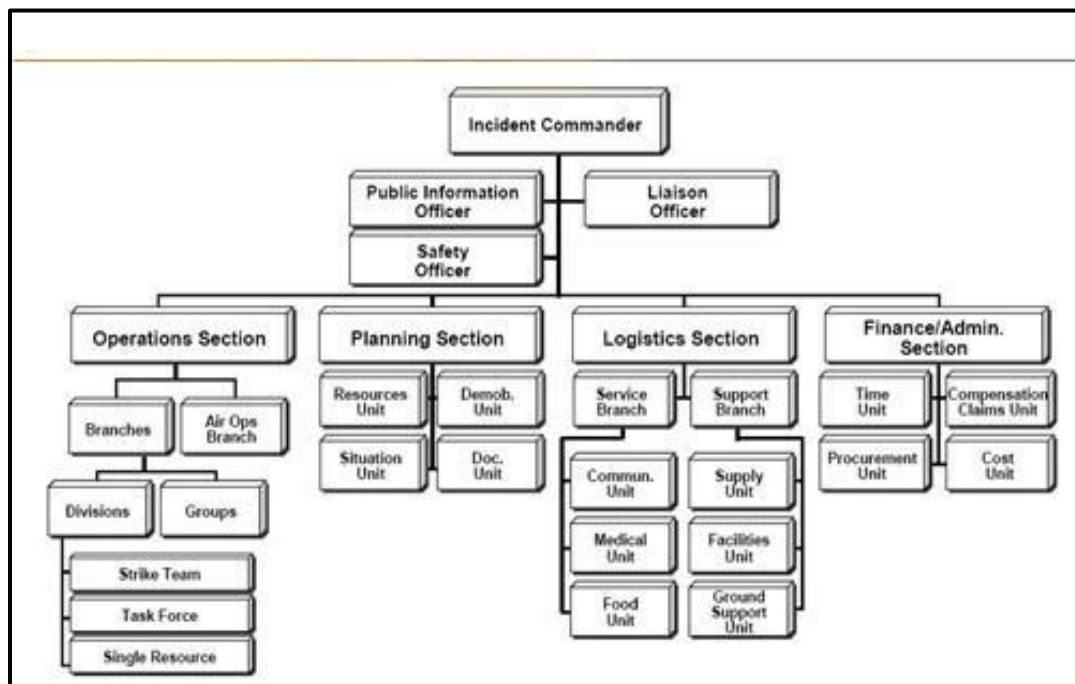 Incident Commander
Public Information
Officer
Liaison
Officer
Safety
Officer
Operations Section
Planning Section
Logistics Section
Finance/Admin.
Section
Branches
Air Ops
Branch
Divisions
Groups
Strike Team
Task Force
Single Resource
Resources
Unit
Demob.
Unit
Situation
Unit
Doc.
Unit
Service
Branch
Support
Branch
Commun.
Unit
Supply
Unit
Medical
Unit
Facilities
Unit
Food
Unit
Ground
Support
Unit
Time
Unit
Compensation
Claims Unit
Procurement
Unit
Cost
Unit